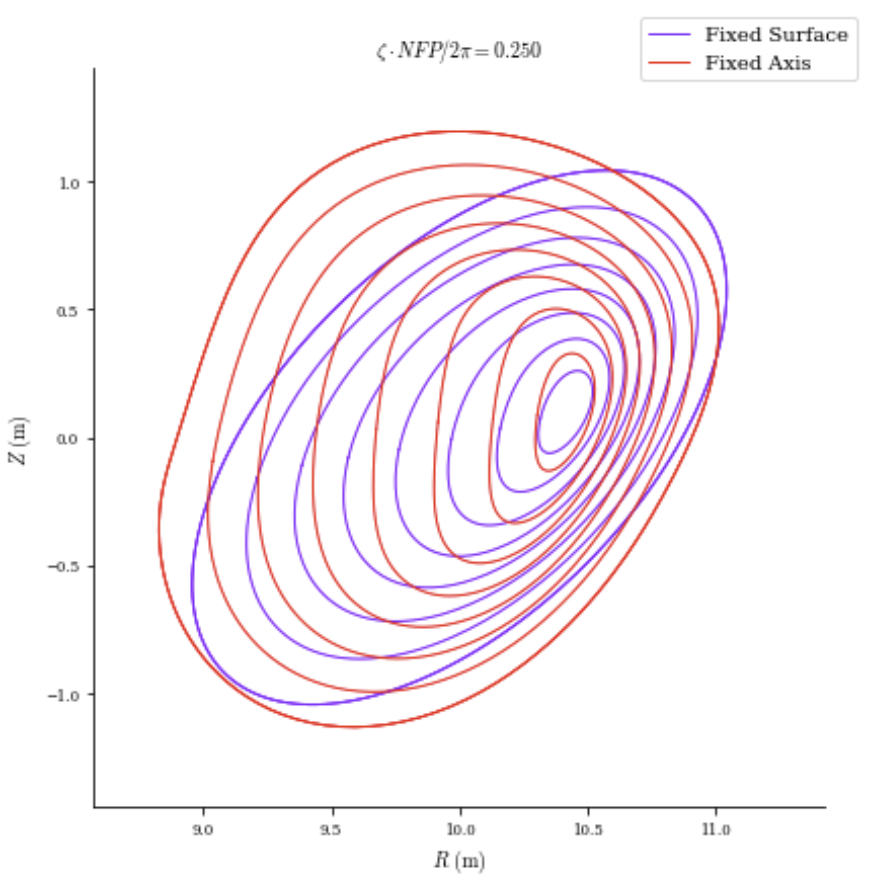 ζ · NFP/2π = 0.250
Fixed Surface
Fixed Axis
1.0
0.5
0.0
−0.5
−1.0
Z (m)
9.0
9.5
10.0
10.5
11.0
R (m)